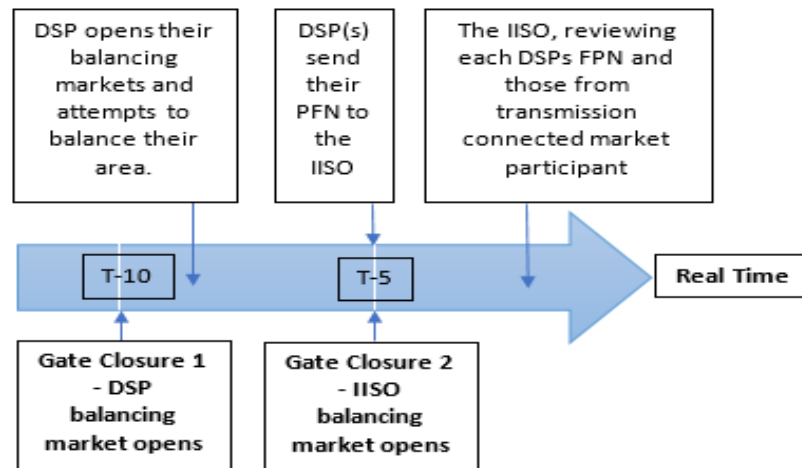 DSP opens their
balancing
markets and
attempts to
balance their
area.
DSP(s)
send
their
PFN to
the
IISO
The IISO, reviewing
each DSPs FPN and
those from
transmission
connected market
participant
T-10
T-5
Real Time
Gate Closure 1
- DSP
balancing
market opens
Gate Closure 2
- IISO
balancing
market opens